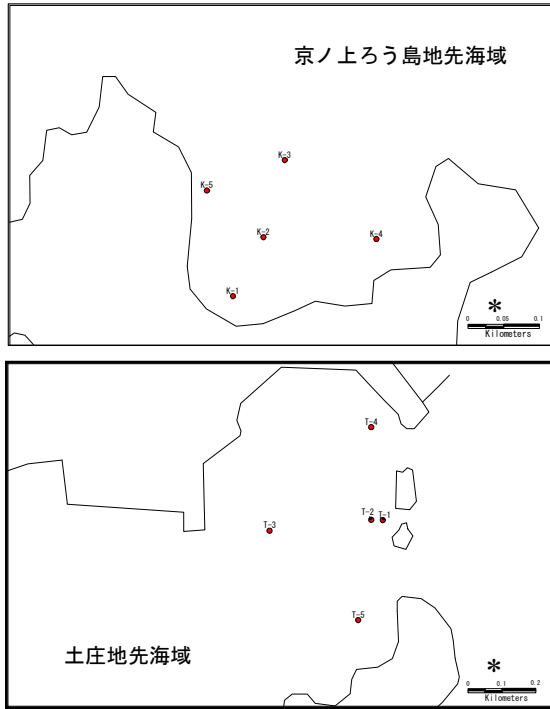 京ノ上ろう島地先海域
K-3
K-5
K-2
K-4
K-1
*
0 0.05 0.1
Kilometers
T-4
T-2 T-1
T-3
T-5
土庄地先海域
*
0 0.1 0.2
Kilometers